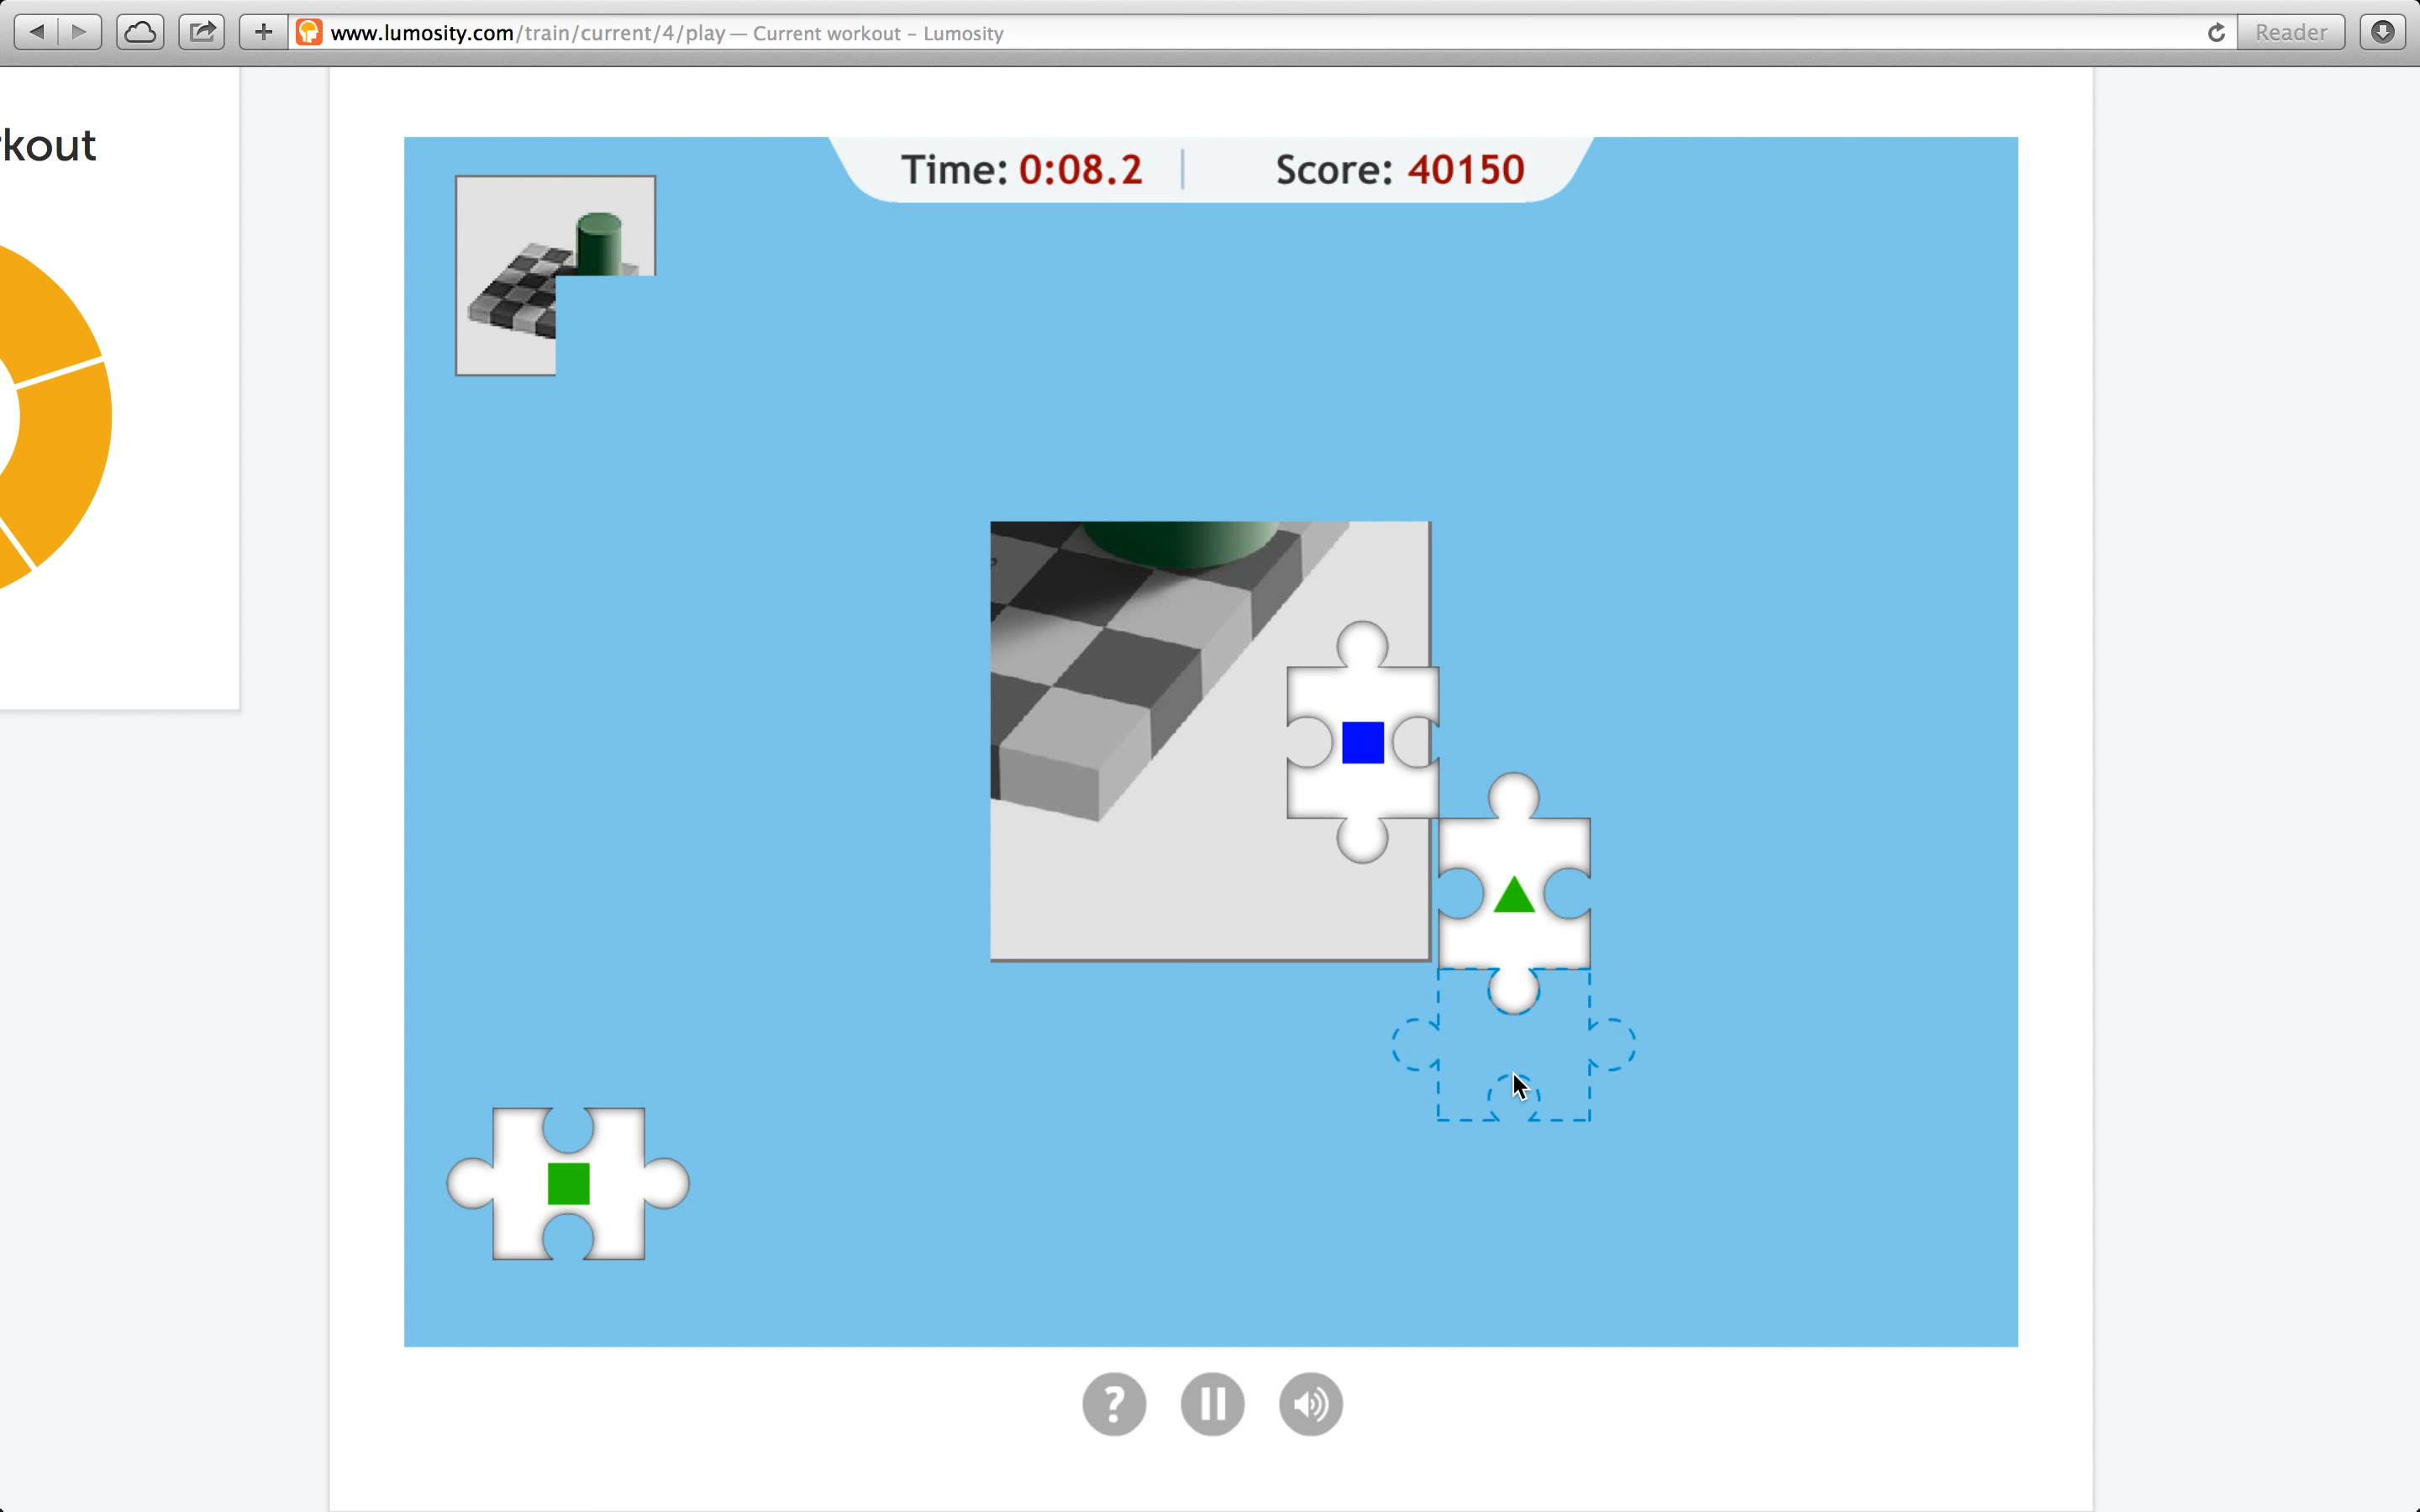 www.lumosity.com/train/current/4/play — Current workout – Lumosity
Reader
kout
Time: 0:08.2
Score: 40150
?